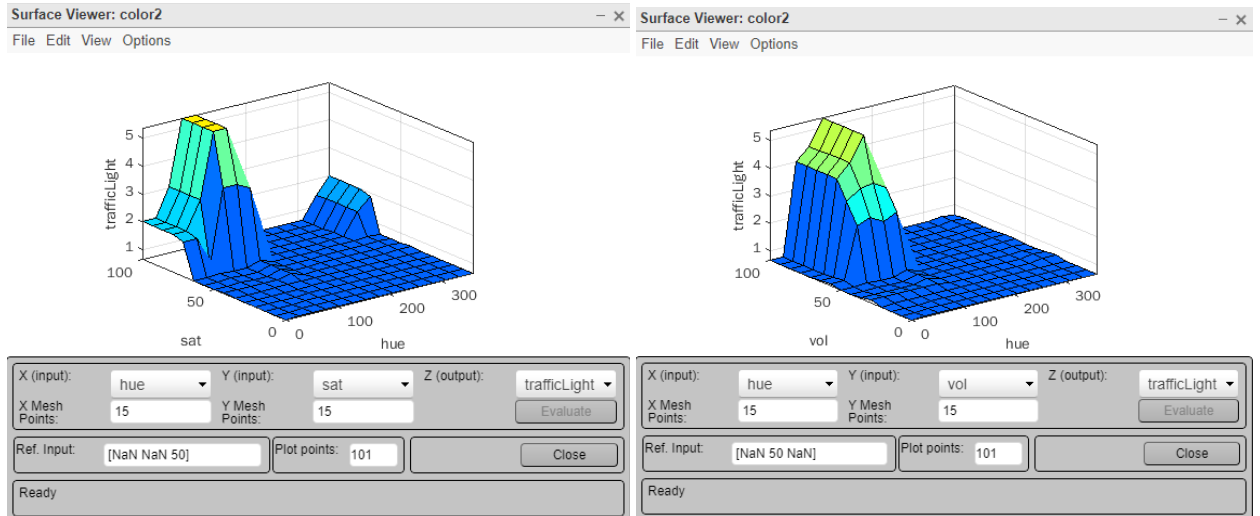 Surface Viewer: color2
− ×
File Edit View Options
5
4
3
2
1
trafficLight
100
50
0
sat
0
100
200
300
hue
X (input):
hue
Y (input):
sat
Z (output):
trafficLight
X Mesh
Points:
15
Y Mesh
Points:
15
Evaluate
Ref. Input:
[NaN NaN 50]
Plot points:
101
Close
Ready
Surface Viewer: color2
− ×
File Edit View Options
5
4
3
2
1
trafficLight
100
50
0
vol
0
100
200
300
hue
X (input):
hue
Y (input):
vol
Z (output):
trafficLight
X Mesh
Points:
15
Y Mesh
Points:
15
Evaluate
Ref. Input:
[NaN 50 NaN]
Plot points:
101
Close
Ready